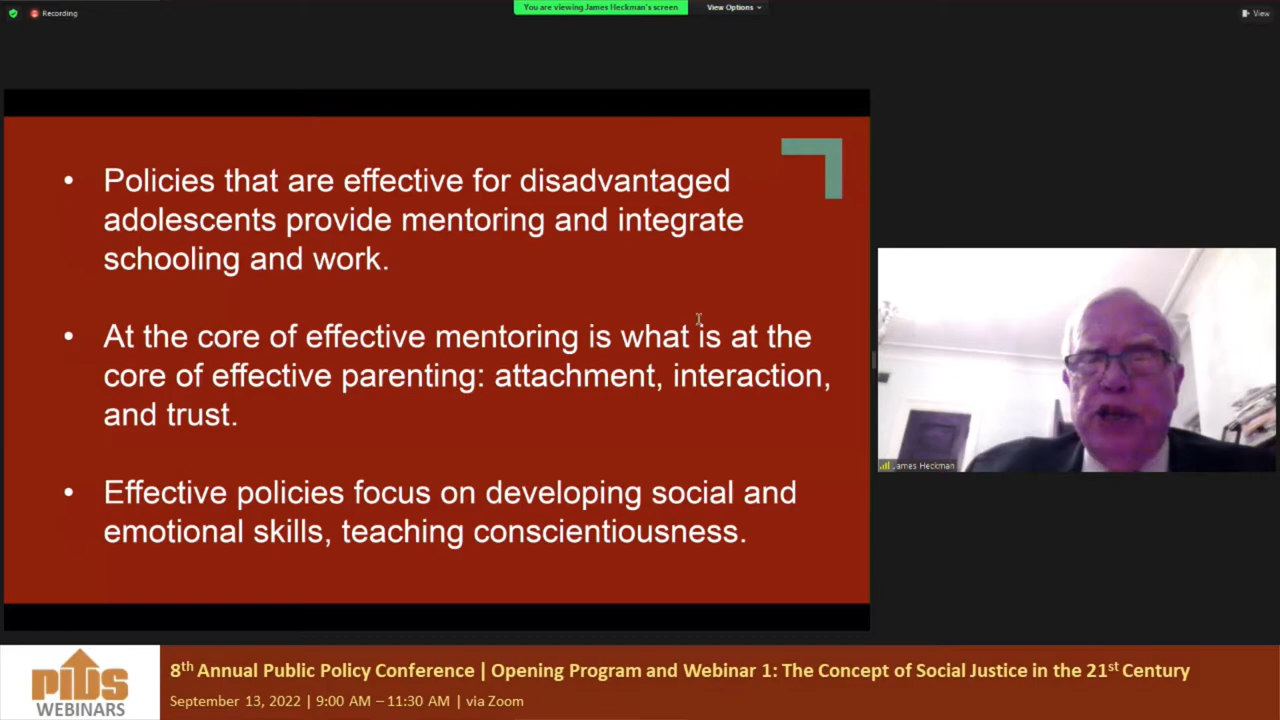 Recording
You are viewing James Heckman's screen
View Options
View
• Policies that are effective for disadvantaged
adolescents provide mentoring and integrate
schooling and work.
• At the core of effective mentoring is what is at the
core of effective parenting: attachment, interaction,
and trust.
• Effective policies focus on developing social and
emotional skills, teaching conscientiousness.
James Heckman
PIDS
WEBINARS
8th Annual Public Policy Conference | Opening Program and Webinar 1: The Concept of Social Justice in the 21st Century
September 13, 2022 | 9:00 AM – 11:30 AM | via Zoom